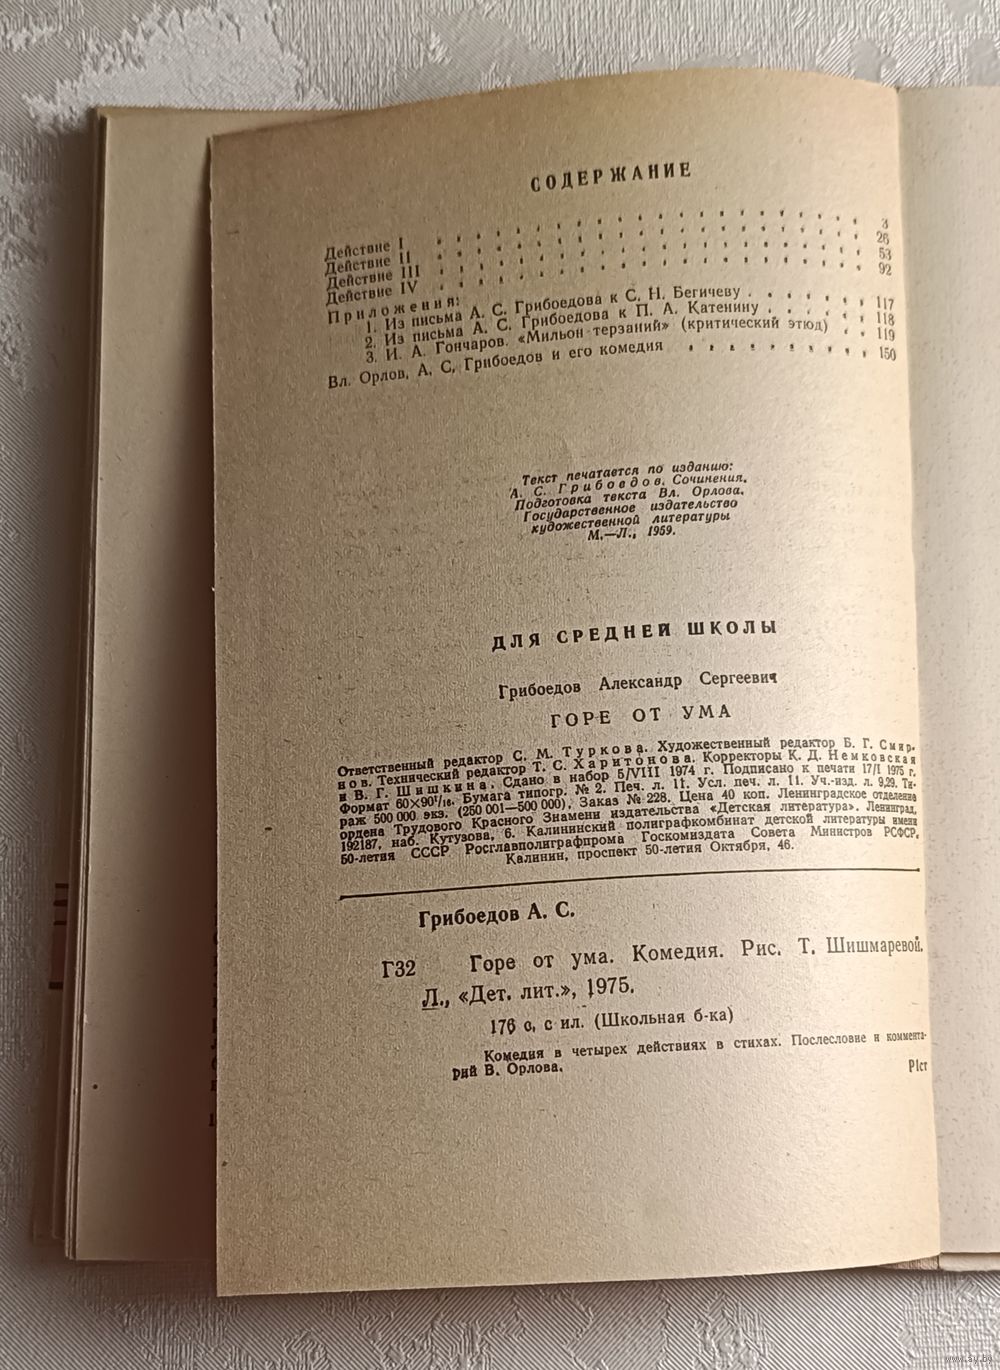 СОДЕРЖАНИЕ
Действие I . . . . . . . . . . . . . . . . . . . . . 3
Действие II . . . . . . . . . . . . . . . . . . . . . 26
Действие III . . . . . . . . . . . . . . . . . . . . . 53
Действие IV . . . . . . . . . . . . . . . . . . . . . 92
Приложения:
1. Из письма А. С. Грибоедова к С. Н. Бегичеву . . . . . . . 117
2. Из письма А. С. Грибоедова к П. А. Катенину . . . . . . 118
3. И. А. Гончаров. «Мильон терзаний» (критический этюд) . . 119
Вл. Орлов, А. С. Грибоедов и его комедия . . . . . . . . . 150
Текст печатается по изданию:
А. С. Грибоедов. Сочинения.
Подготовка текста Вл. Орлова.
Государственное издательство
художественной литературы
М.—Л., 1959.
ДЛЯ СРЕДНЕЙ ШКОЛЫ
Грибоедов Александр Сергеевич
ГОРЕ ОТ УМА
Ответственный редактор С. М. Туркова. Художественный редактор Б. Г. Смир-
нов. Технический редактор Т. С. Харитонова. Корректоры К. Д. Немковская
и В. Г. Шишкина. Сдано в набор 5/VIII 1974 г. Подписано к печати 17/I 1975 г.
Формат 60×90¹/₁₆. Бумага типогр. № 2. Печ. л. 11. Усл. печ. л. 11. Уч.-изд. л. 9,29. Ти-
раж 500 000 экз. (250 001—500 000). Заказ № 228. Цена 40 коп. Ленинградское отделение
ордена Трудового Красного Знамени издательства «Детская литература». Ленинград,
192187, наб. Кутузова, 6. Калининский полиграфкомбинат детской литературы имени
50-летия СССР Росглавполиграфпрома Госкомиздата Совета Министров РСФСР.
Калинин, проспект 50-летия Октября, 46.
Грибоедов А. С.
Г32 Горе от ума. Комедия. Рис. Т. Шишмаревой.
Л., «Дет. лит.», 1975.
176 с. с ил. (Школьная б-ка)
Комедия в четырех действиях в стихах. Послесловие и коммента-
рий В. Орлова.
Р1ст
www.ay.by